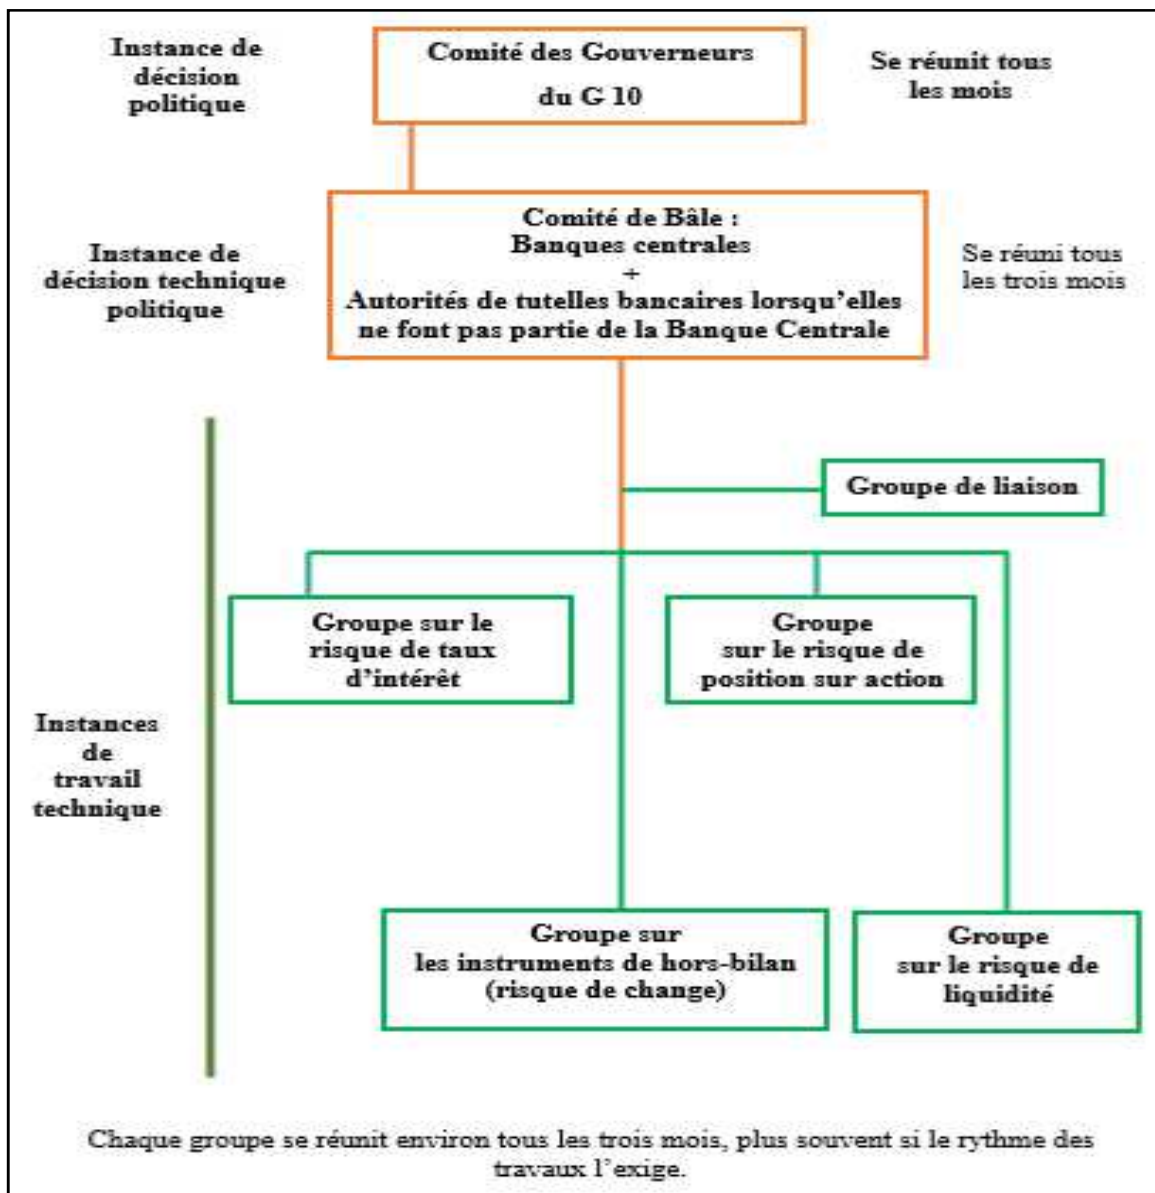 Instance de
décision
politique
Comité des Gouverneurs
du G 10
Se réunit tous
les mois
Instance de
décision technique
politique
Comité de Bâle :
Banques centrales
+
Autorités de tutelles bancaires lorsqu'elles
ne font pas partie de la Banque Centrale
Se réuni tous
les trois mois
Groupe de liaison
Groupe sur le
risque de taux
d'intérêt
Groupe
sur le risque de
position sur action
Instances
de
travail
technique
Groupe sur
les instruments de hors-bilan
(risque de change)
Groupe
sur le risque de
liquidité
Chaque groupe se réunit environ tous les trois mois, plus souvent si le rythme des
travaux l'exige.